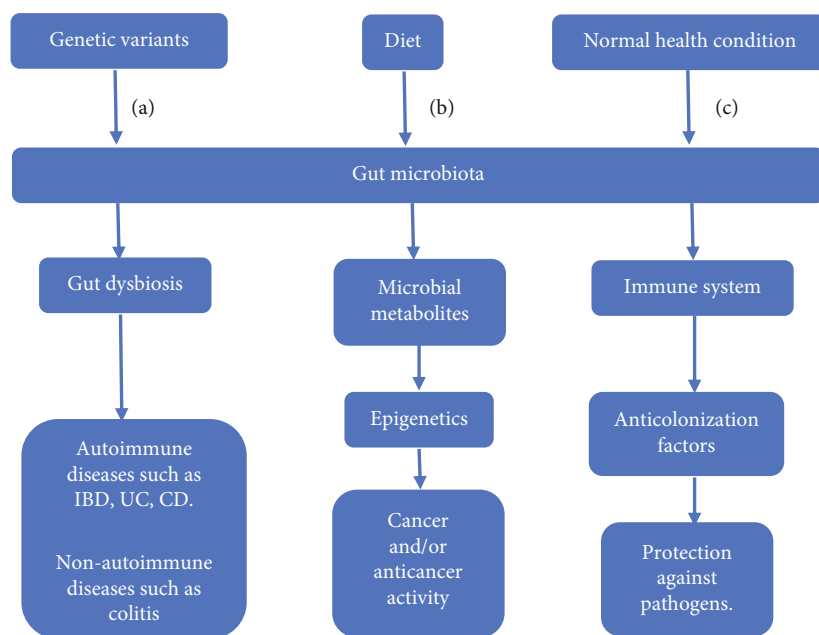 Genetic variants
Diet
Normal health condition
(a)
(b)
(c)
Gut microbiota
Gut dysbiosis
Microbial
metabolites
Immune system
Epigenetics
Anticolonization
factors
Autoimmune
diseases such as
IBD, UC, CD.
Non-autoimmune
diseases such as
colitis
Cancer
and/or
anticancer
activity
Protection
against
pathogens.